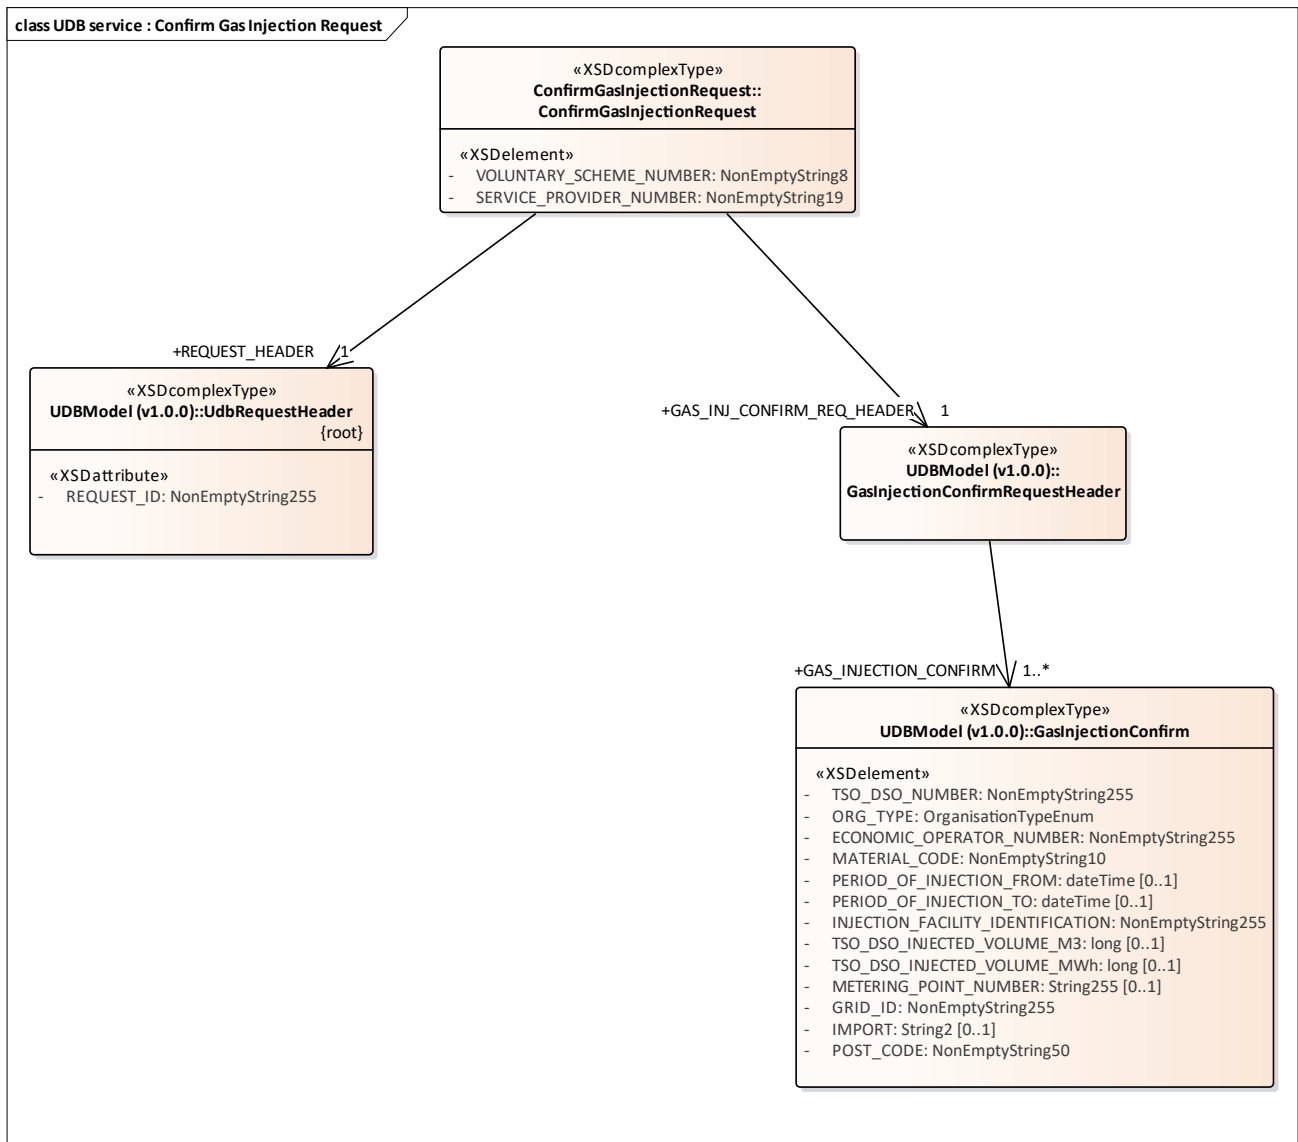 class UDB service : Confirm Gas Injection Request
«XSDcomplexType»
ConfirmGasInjectionRequest::
ConfirmGasInjectionRequest
«XSDelement»
- VOLUNTARY_SCHEME_NUMBER: NonEmptyString8
- SERVICE_PROVIDER_NUMBER: NonEmptyString19
+REQUEST_HEADER 1
«XSDcomplexType»
UDBModel (v1.0.0)::UdbRequestHeader
{root}
«XSDattribute»
- REQUEST_ID: NonEmptyString255
+GAS_INJ_CONFIRM_REQ_HEADER 1
«XSDcomplexType»
UDBModel (v1.0.0)::
GasInjectionConfirmRequestHeader
+GAS_INJECTION_CONFIRM 1..*
«XSDcomplexType»
UDBModel (v1.0.0)::GasInjectionConfirm
«XSDelement»
- TSO_DSO_NUMBER: NonEmptyString255
- ORG_TYPE: OrganisationTypeEnum
- ECONOMIC_OPERATOR_NUMBER: NonEmptyString255
- MATERIAL_CODE: NonEmptyString10
- PERIOD_OF_INJECTION_FROM: dateTime [0..1]
- PERIOD_OF_INJECTION_TO: dateTime [0..1]
- INJECTION_FACILITY_IDENTIFICATION: NonEmptyString255
- TSO_DSO_INJECTED_VOLUME_M3: long [0..1]
- TSO_DSO_INJECTED_VOLUME_MWh: long [0..1]
- METERING_POINT_NUMBER: String255 [0..1]
- GRID_ID: NonEmptyString255
- IMPORT: String2 [0..1]
- POST_CODE: NonEmptyString50